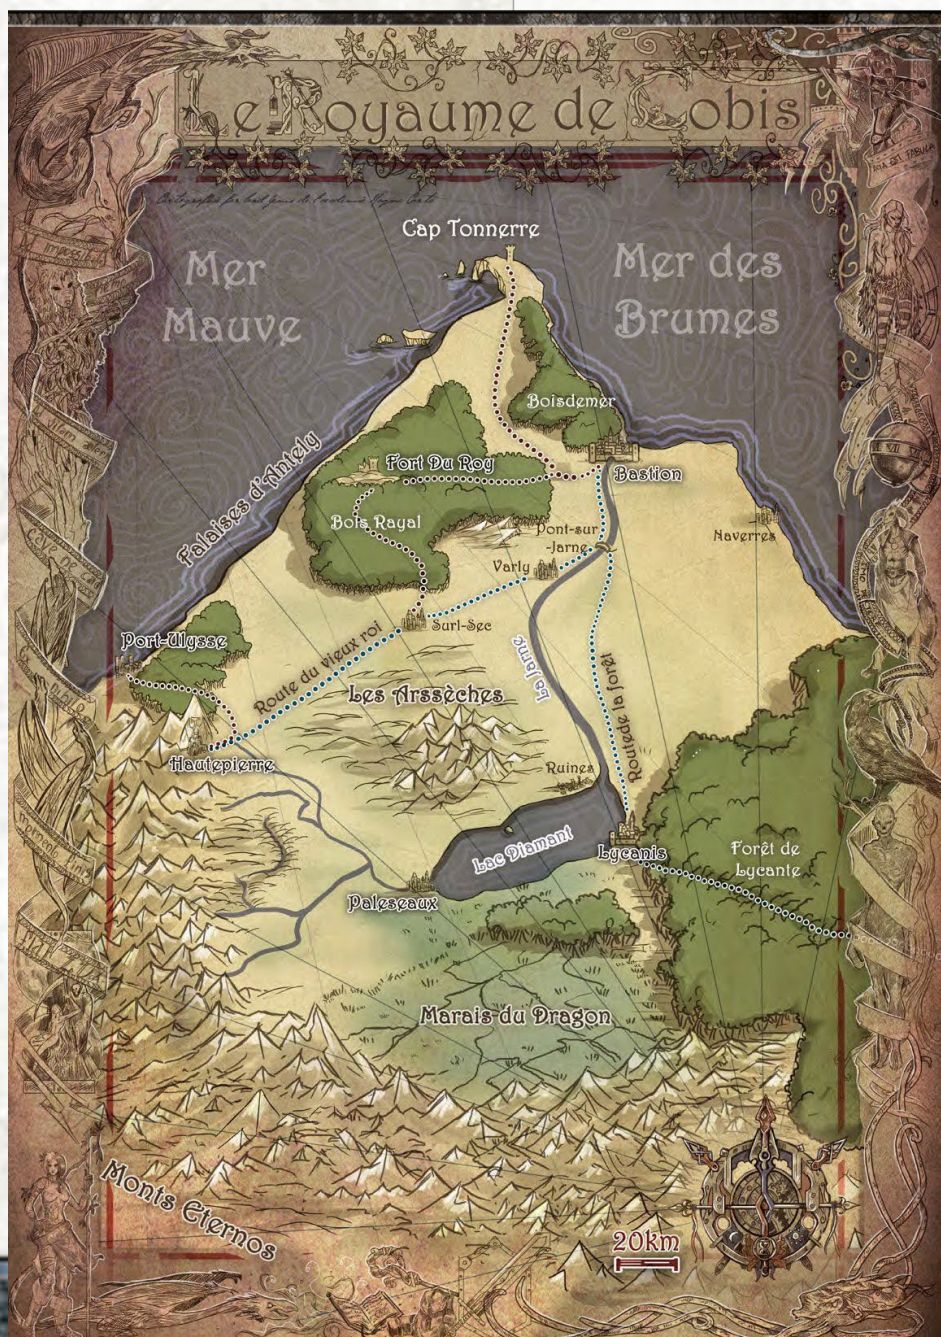 Le Royaume de Cobis
Cap Tonnerre
Mer
Mauve
Mer des
Brumes
Boisdemer
Falaises d'Antely
Fort Du Roy
Bastion
Bois Rayal
Pont-sur
-Jarne
Naverres
Varly
Surl-Sec
Port-Ulysse
Route du vieux roi
La Jarne
Route de la forêt
Les Arssèches
Hautepierre
Ruines
Lac Diamant
Lycanis
Forêt de
Lycante
Paleseaux
Marais du Dragon
Monts Eternos
20km